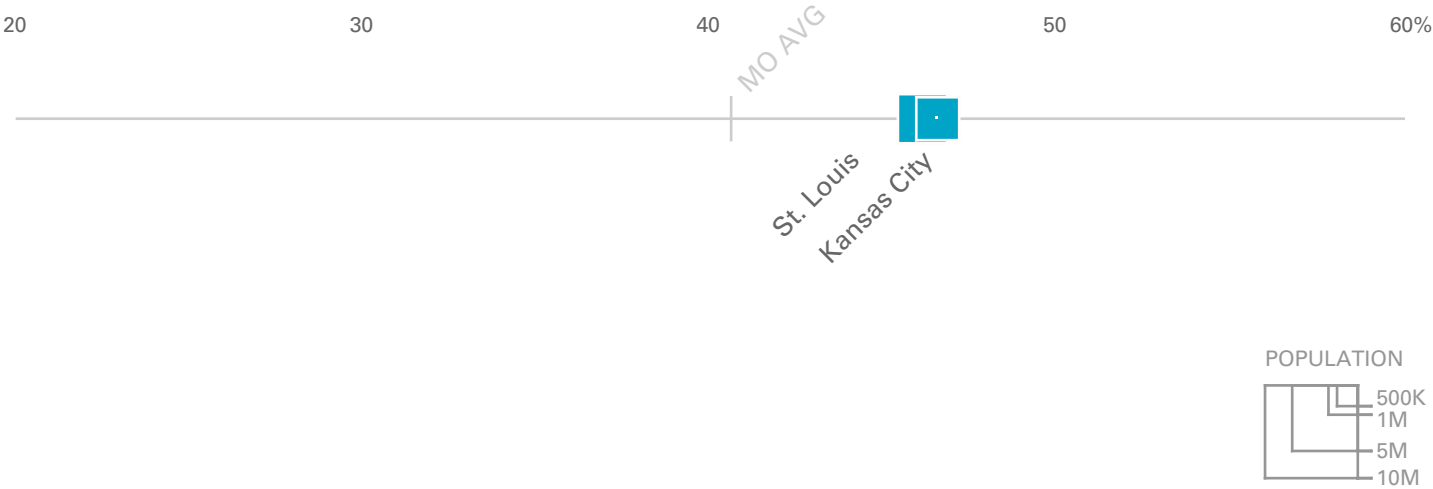 20 30 40 50 60%
MO AVG
St. Louis
Kansas City
POPULATION
500K
1M
5M
10M